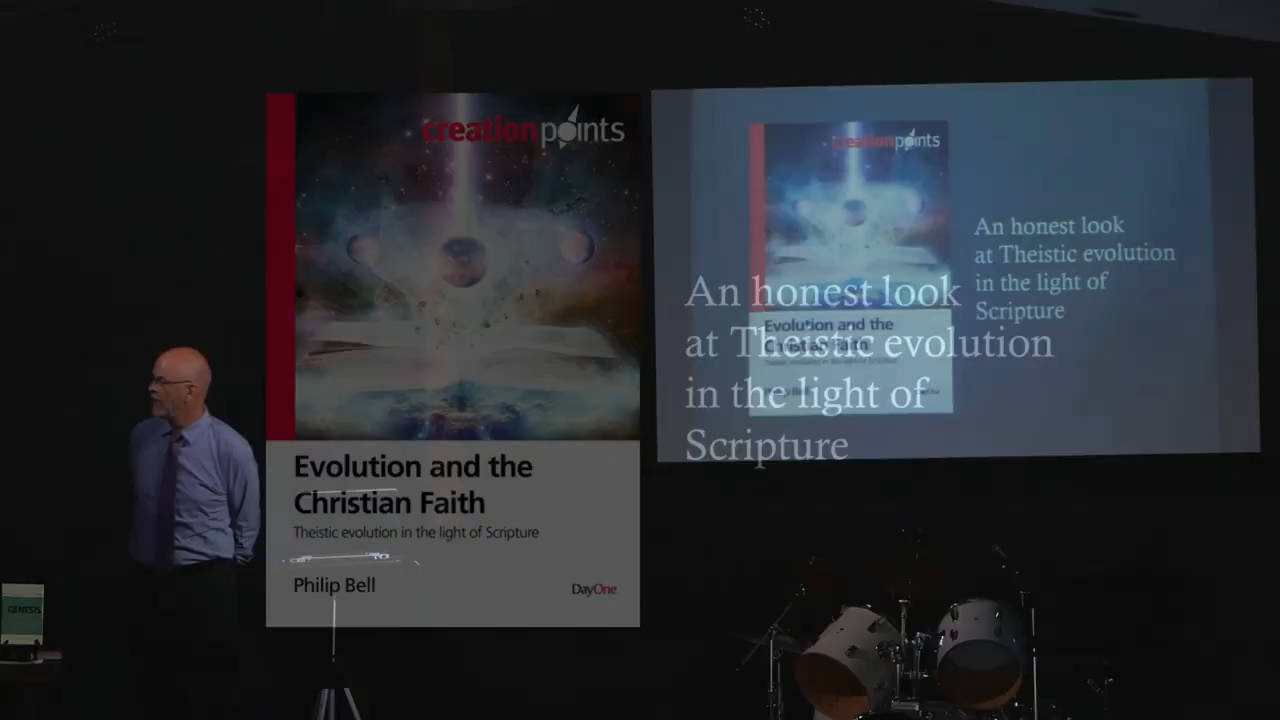 creationpoints
Evolution and the
Christian Faith
Theistic evolution in the light of Scripture
Philip Bell
DayOne
An honest look
at Theistic evolution
in the light of
Scripture
creationpoints
Evolution and the
Christian Faith
An honest look
at Theistic evolution
in the light of
Scripture
GENESIS